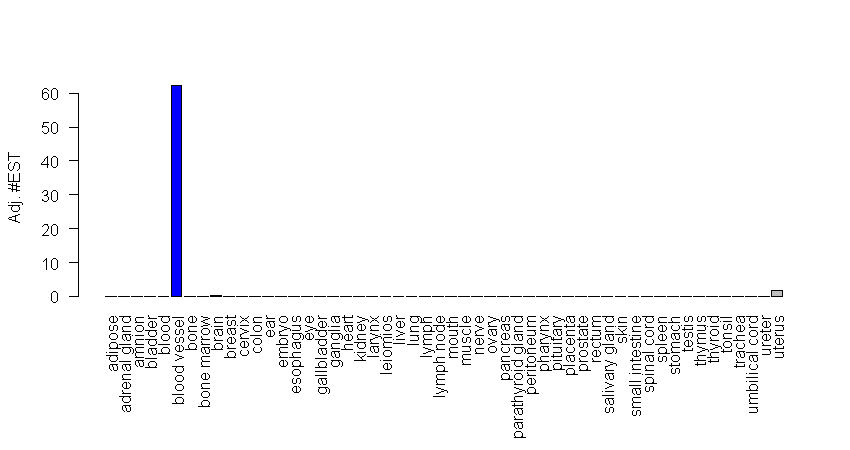 Adj. #EST
60
50
40
30
20
10
0
adipose
adrenal gland
amnion
bladder
blood
blood vessel
bone
bone marrow
brain
breast
cervix
colon
ear
embryo
esophagus
eye
gallbladder
ganglia
heart
kidney
larynx
leiomios
liver
lung
lymph
lymph node
mouth
muscle
nerve
ovary
pancreas
parathyroid gland
peritoneum
pharynx
pituitary
placenta
prostate
rectum
salivary gland
skin
small intestine
spinal cord
spleen
stomach
testis
thymus
thyroid
tonsil
trachea
umbilical cord
ureter
uterus